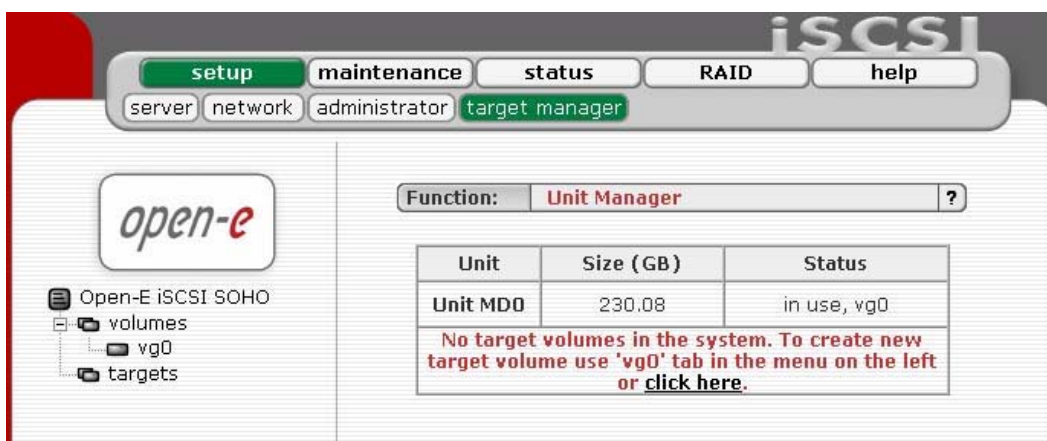 iSCSI
setup maintenance status RAID help
server network administrator target manager
open-e
Open-E iSCSI SOHO
volumes
vg0
targets
Function: Unit Manager ?
Unit Size (GB) Status
Unit MD0 230.08 in use, vg0
No target volumes in the system. To create new
target volume use 'vg0' tab in the menu on the left
or click here.